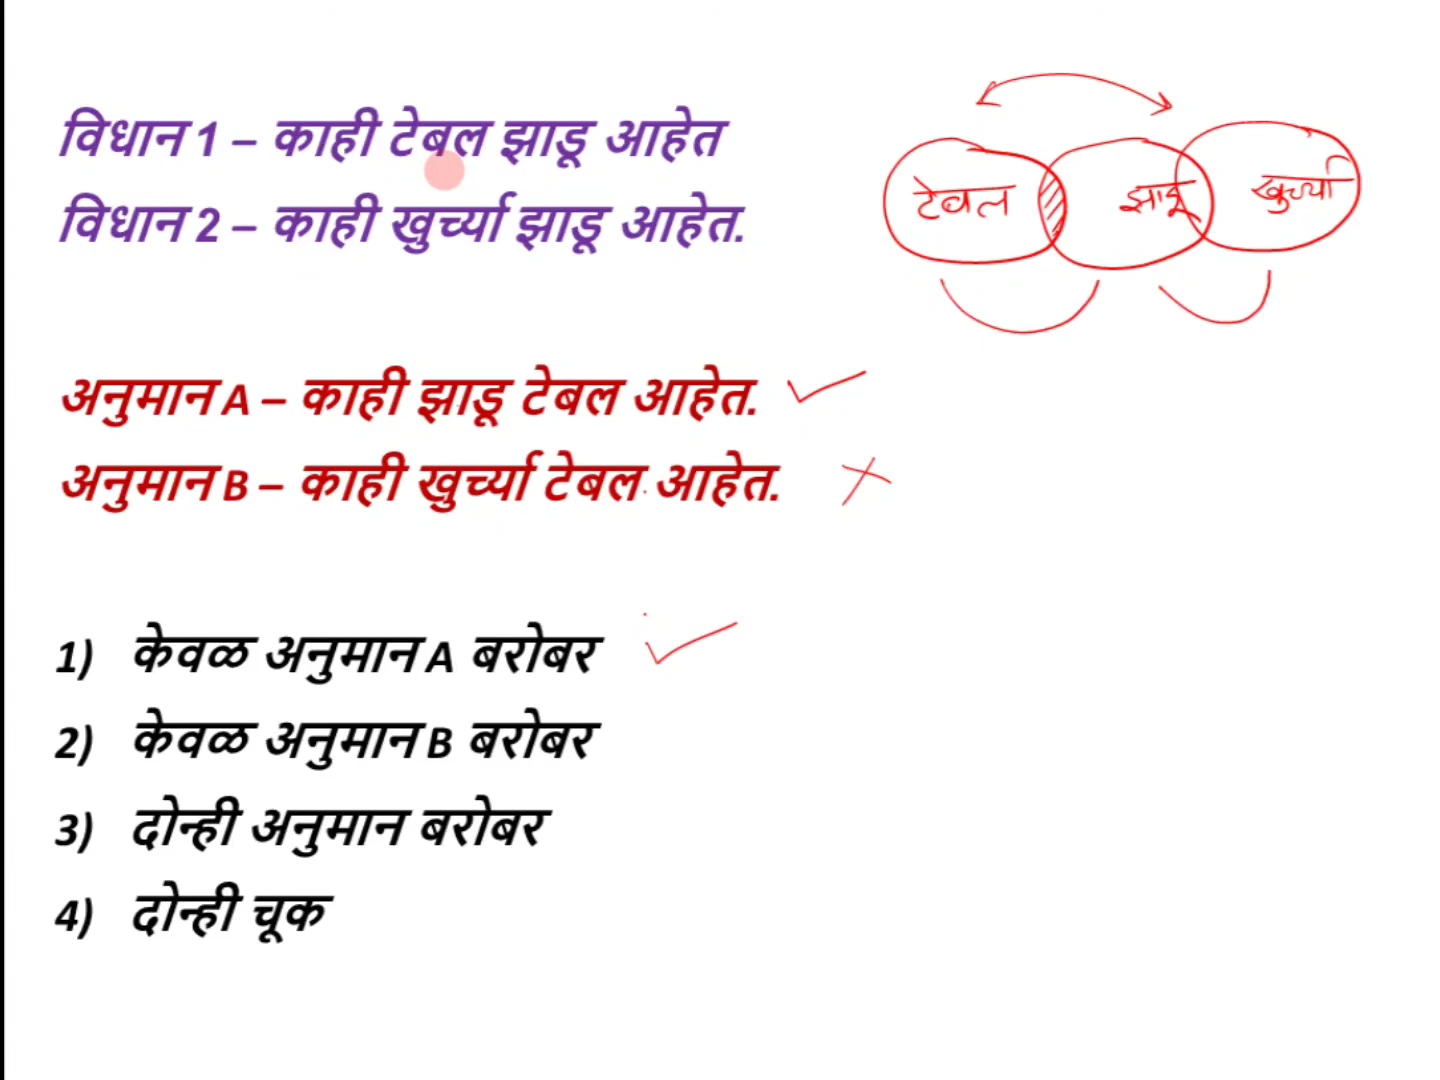 विधान 1 – काही टेबल झाडू आहेत
विधान 2 – काही खुर्च्या झाडू आहेत.
टेबल झाडू खुर्च्या
अनुमान A – काही झाडू टेबल आहेत.
अनुमान B – काही खुर्च्या टेबल आहेत.
1) केवळ अनुमान A बरोबर
2) केवळ अनुमान B बरोबर
3) दोन्ही अनुमान बरोबर
4) दोन्ही चूक